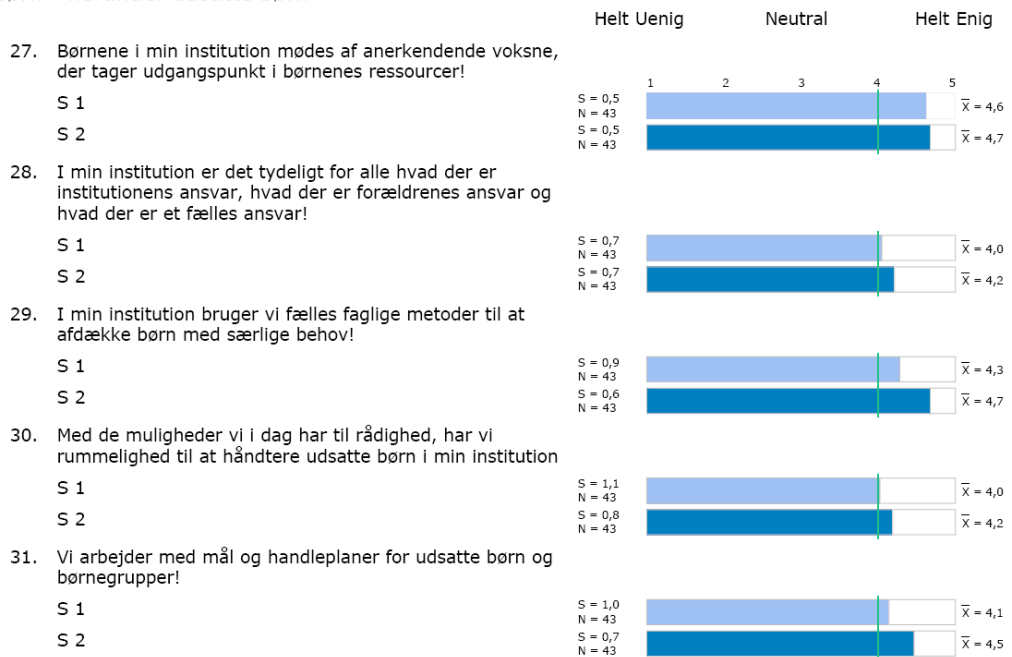 Helt Uenig Neutral Helt Enig
27. Børnene i min institution mødes af anerkendende voksne,
der tager udgangspunkt i børnenes ressourcer!
1 2 3 4 5
S 1 S = 0,5 N = 43 X = 4,6
S 2 S = 0,5 N = 43 X = 4,7
28. I min institution er det tydeligt for alle hvad der er
institutionens ansvar, hvad der er forældrenes ansvar og
hvad der er et fælles ansvar!
S 1 S = 0,7 N = 43 X = 4,0
S 2 S = 0,7 N = 43 X = 4,2
29. I min institution bruger vi fælles faglige metoder til at
afdække børn med særlige behov!
S 1 S = 0,9 N = 43 X = 4,3
S 2 S = 0,6 N = 43 X = 4,7
30. Med de muligheder vi i dag har til rådighed, har vi
rummelighed til at håndtere udsatte børn i min institution
S 1 S = 1,1 N = 43 X = 4,0
S 2 S = 0,8 N = 43 X = 4,2
31. Vi arbejder med mål og handleplaner for udsatte børn og
børnegrupper!
S 1 S = 1,0 N = 43 X = 4,1
S 2 S = 0,7 N = 43 X = 4,5